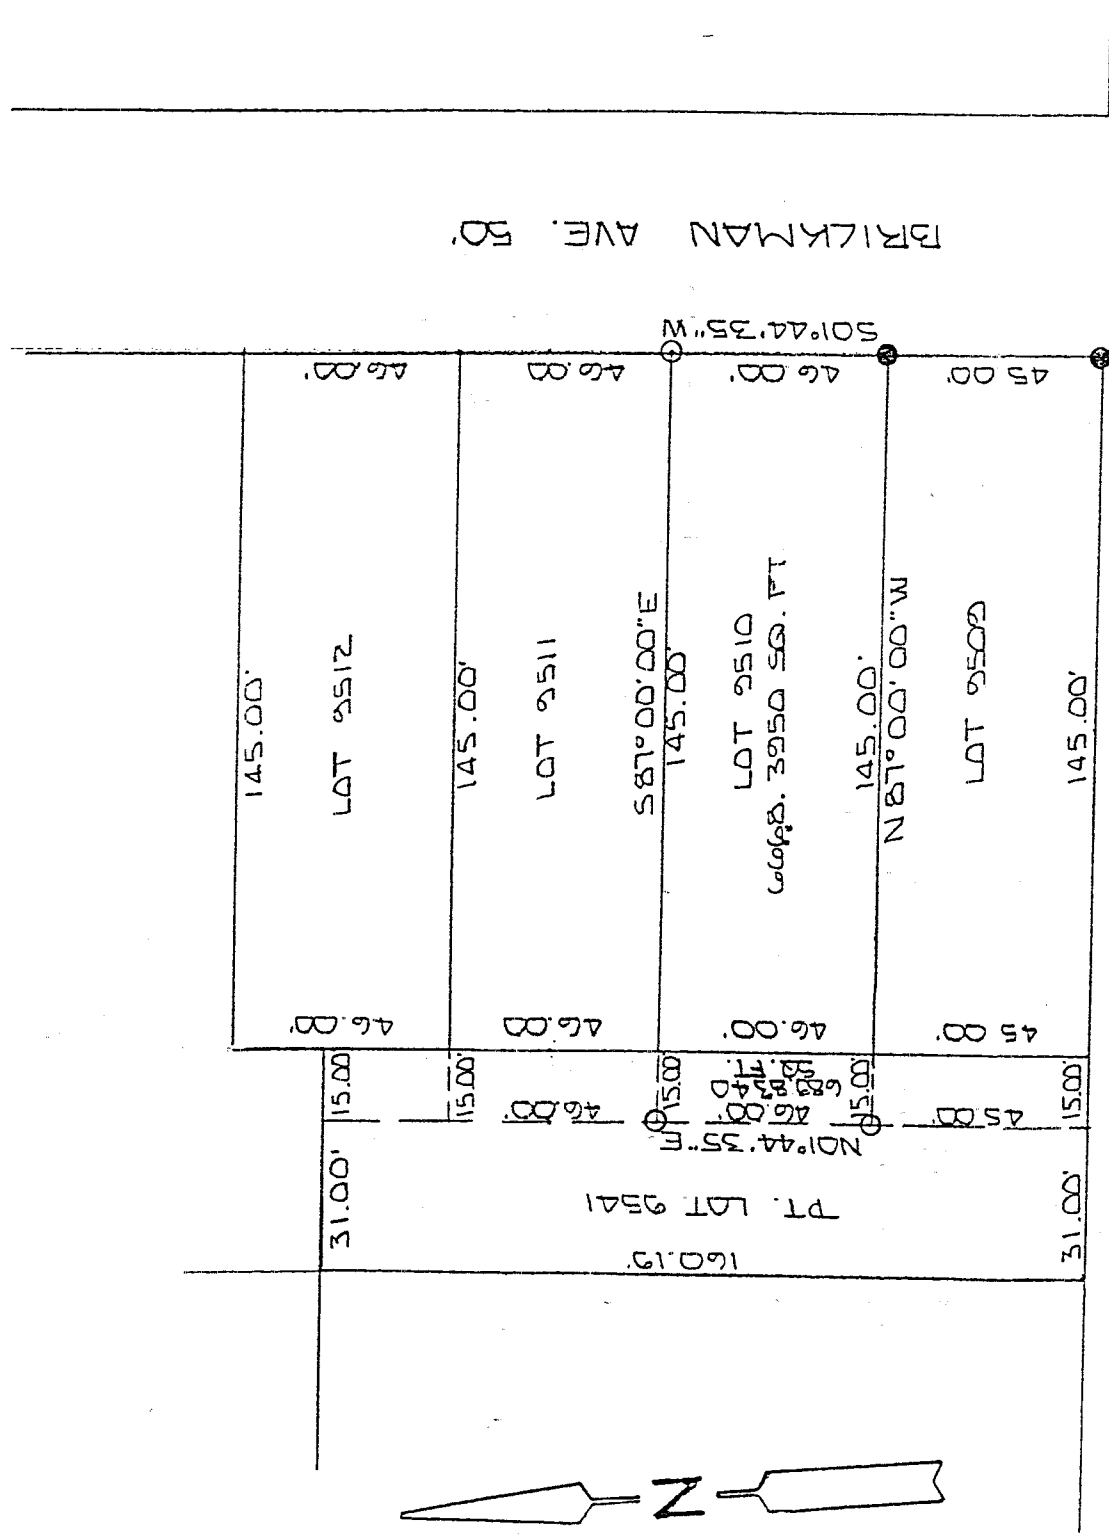 BRICKMAN AVE. 50'
S01°44'35"W
46.00'
46.00
46.00'
45.00'
145.00'
LOT 9512
145.00'
LOT 9511
S87°00'00"E
145.00'
LOT 9510
6668.3950 SQ. FT
145.00'
N87°00'00"W
LOT 9509
145.00'
46.00'
46.00
46.00'
45.00'
15.00'
15.00'
15.00'
689.8340
SQ. FT.
15.00'
15.00'
46.00'
46.00'
45.00'
N01°44'35"E
31.00'
PT. LOT 9541
31.00'
160.19'
N